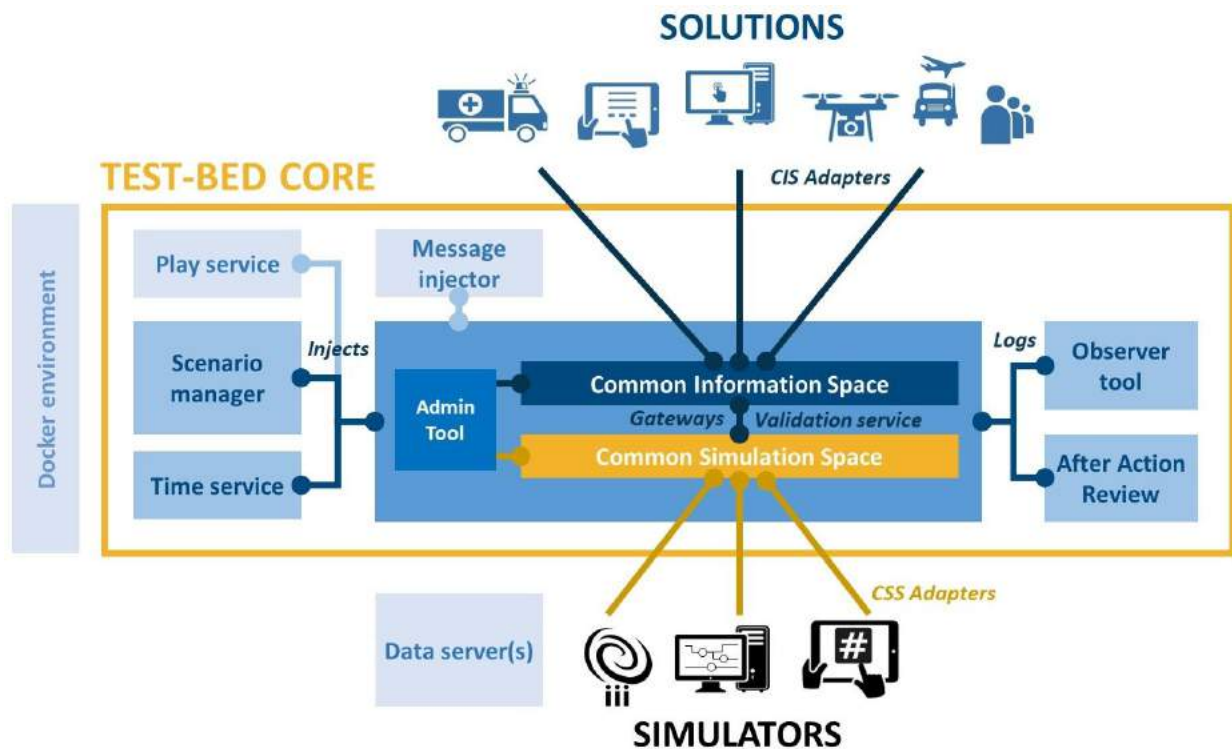 SOLUTIONS
CIS Adapters
TEST-BED CORE
Docker environment
Play service
Message
injector
Scenario
manager
Injects
Time service
Admin
Tool
Common Information Space
Gateways
Validation service
Common Simulation Space
Logs
Observer
tool
After Action
Review
CSS Adapters
Data server(s)
iii
#
SIMULATORS